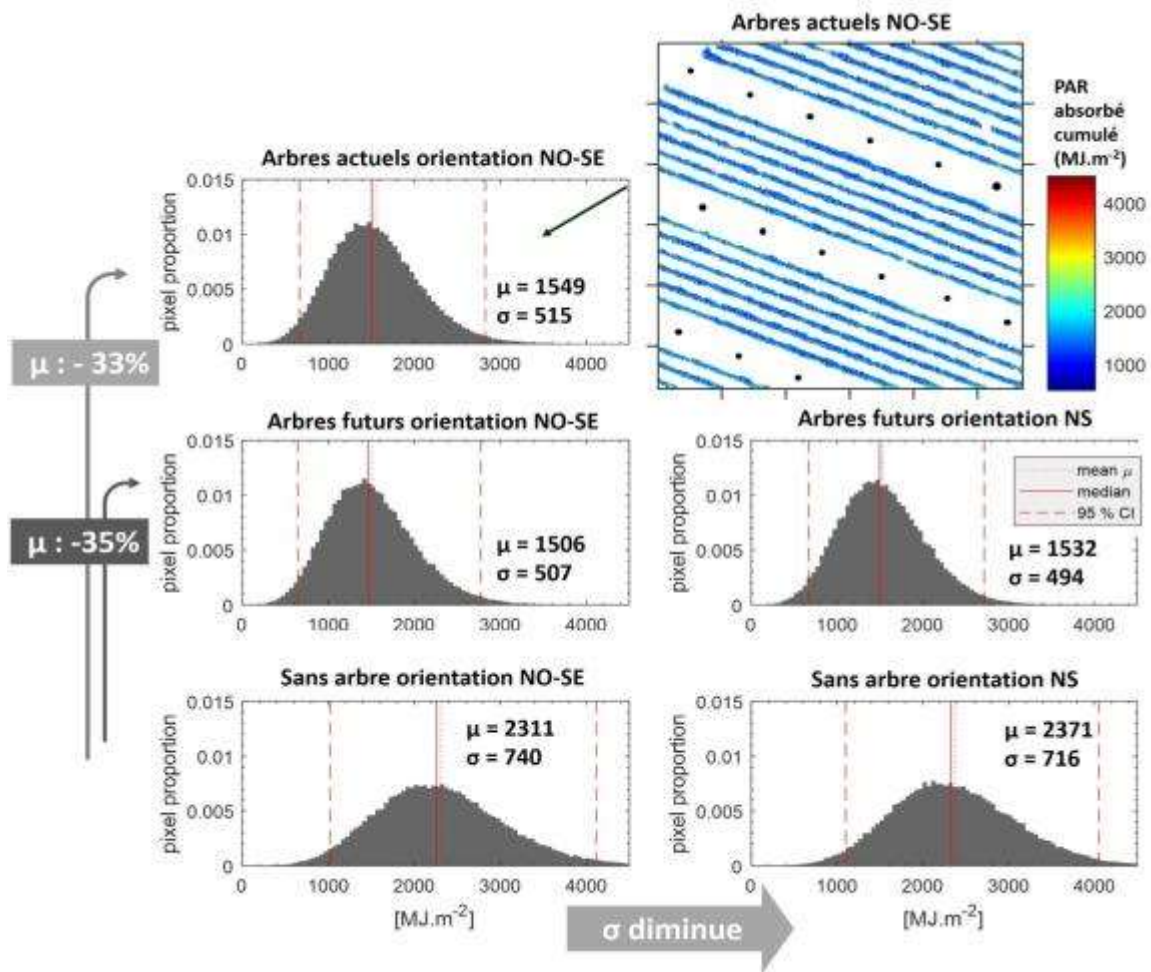 Arbres actuels NO-SE
PAR
absorbé
cumulé
(MJ.m⁻²)
4000
3000
2000
1000
Arbres actuels orientation NO-SE
0.015
0.01
0.005
0
pixel proportion
μ = 1549
σ = 515
0 1000 2000 3000 4000
μ : - 33%
Arbres futurs orientation NO-SE
0.015
0.01
0.005
0
pixel proportion
μ = 1506
σ = 507
0 1000 2000 3000 4000
Arbres futurs orientation NS
0.015
0.01
0.005
0
pixel proportion
mean μ
median
95 % CI
μ = 1532
σ = 494
0 1000 2000 3000 4000
μ : -35%
Sans arbre orientation NO-SE
0.015
0.01
0.005
0
pixel proportion
μ = 2311
σ = 740
0 1000 2000 3000 4000
[MJ.m⁻²]
Sans arbre orientation NS
0.015
0.01
0.005
0
pixel proportion
μ = 2371
σ = 716
0 1000 2000 3000 4000
[MJ.m⁻²]
σ diminue